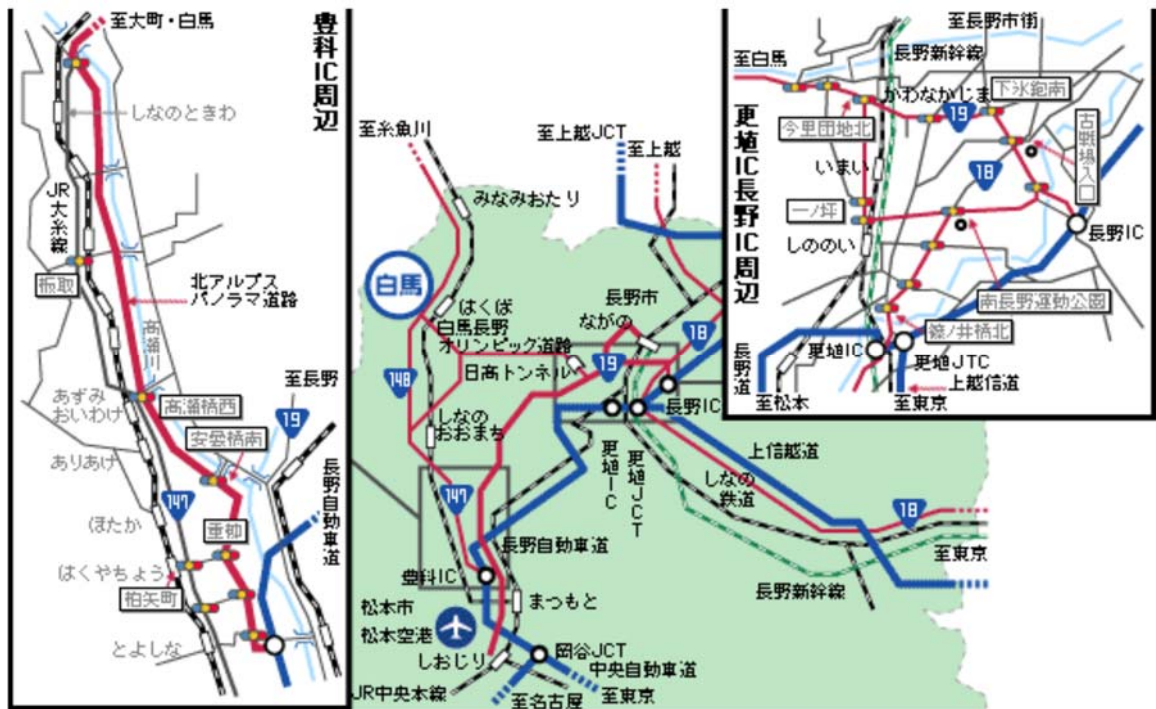 至大町・白馬
豊科IC周辺
しなのときわ
JR大糸線
板取
北アルプス
パノラマ道路
高瀬川
至長野
あずみ
おいわけ
高瀬橋西
安曇橋南
19
ありあけ
147
長野自動車道
ほたか
重柳
はくやちょう
柏矢町
とよしな
至糸魚川
至上越JCT
至上越
みなみおたり
白馬
はくば
長野市
ながの
白馬長野
オリンピック道路
18
19
日高トンネル
148
長野IC
しなの
おおまち
更埴IC
更埴JCT
上信越道
しなの
鉄道
147
18
長野自動車道
至東京
豊科IC
長野新幹線
まつもと
松本市
松本空港
しおじり
岡谷JCT
中央自動車道
JR中央本線
至名古屋
至東京
更埴IC長野IC周辺
至長野市街
長野新幹線
至白馬
かわなかじま
下氷鉋南
19
今里団地北
古戦場入口
いまい
18
一ノ坪
しののい
長野IC
南長野運動公園
篠ノ井橋北
長野道
更埴IC
更埴JTC
上越信道
至松本
至東京